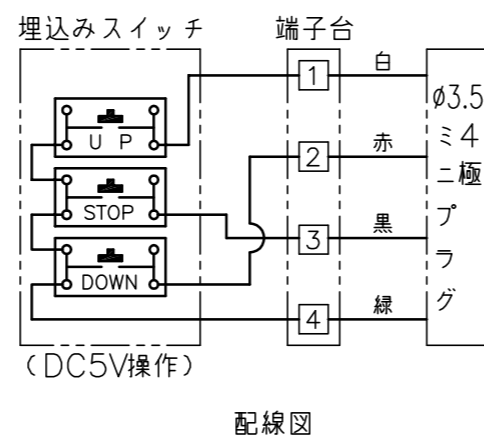 埋込みスイッチ
端子台
UP
STOP
DOWN
1
2
3
4
白
赤
黒
緑
φ3.5
ミニプラグ
4極
(DC5V操作)
配線図